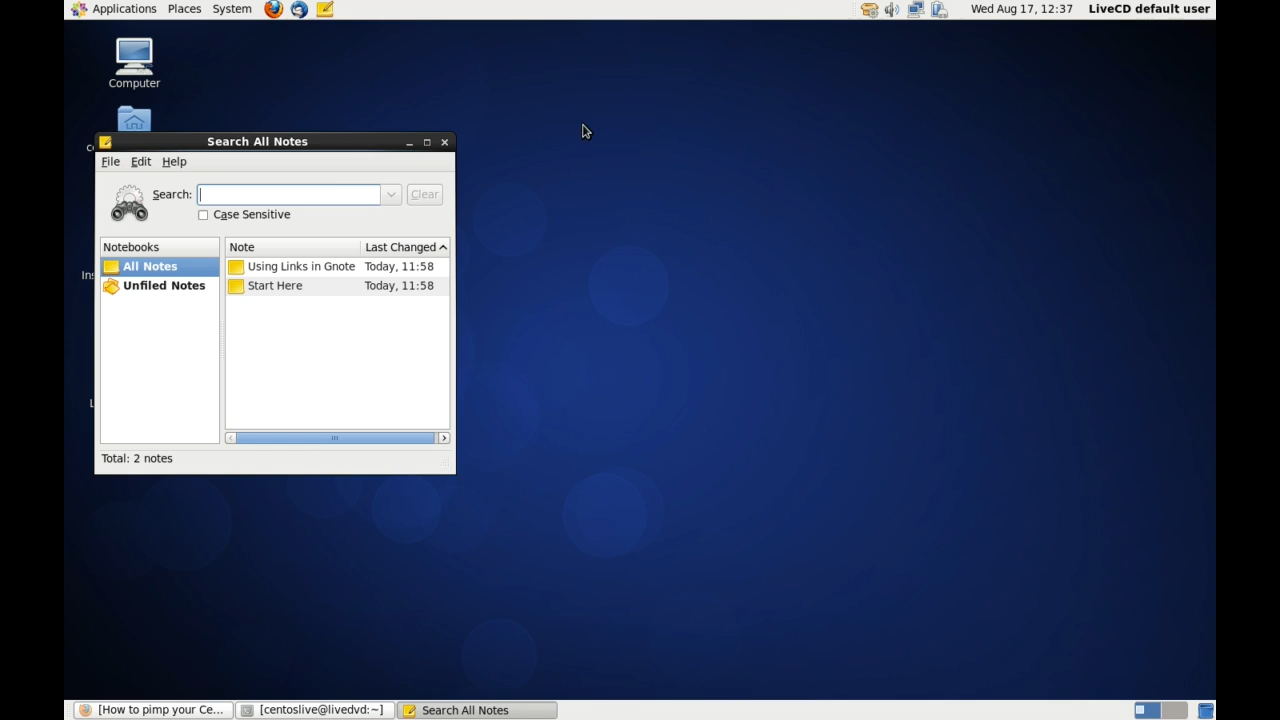 Applications Places System Wed Aug 17, 12:37 LiveCD default user
Computer
Search All Notes
File Edit Help
Search: Clear
Case Sensitive
Notebooks Note Last Changed
All Notes Using Links in Gnote Today, 11:58
Unfiled Notes Start Here Today, 11:58
Total: 2 notes
[How to pimp your Ce... [centoslive@livedvd:~] Search All Notes